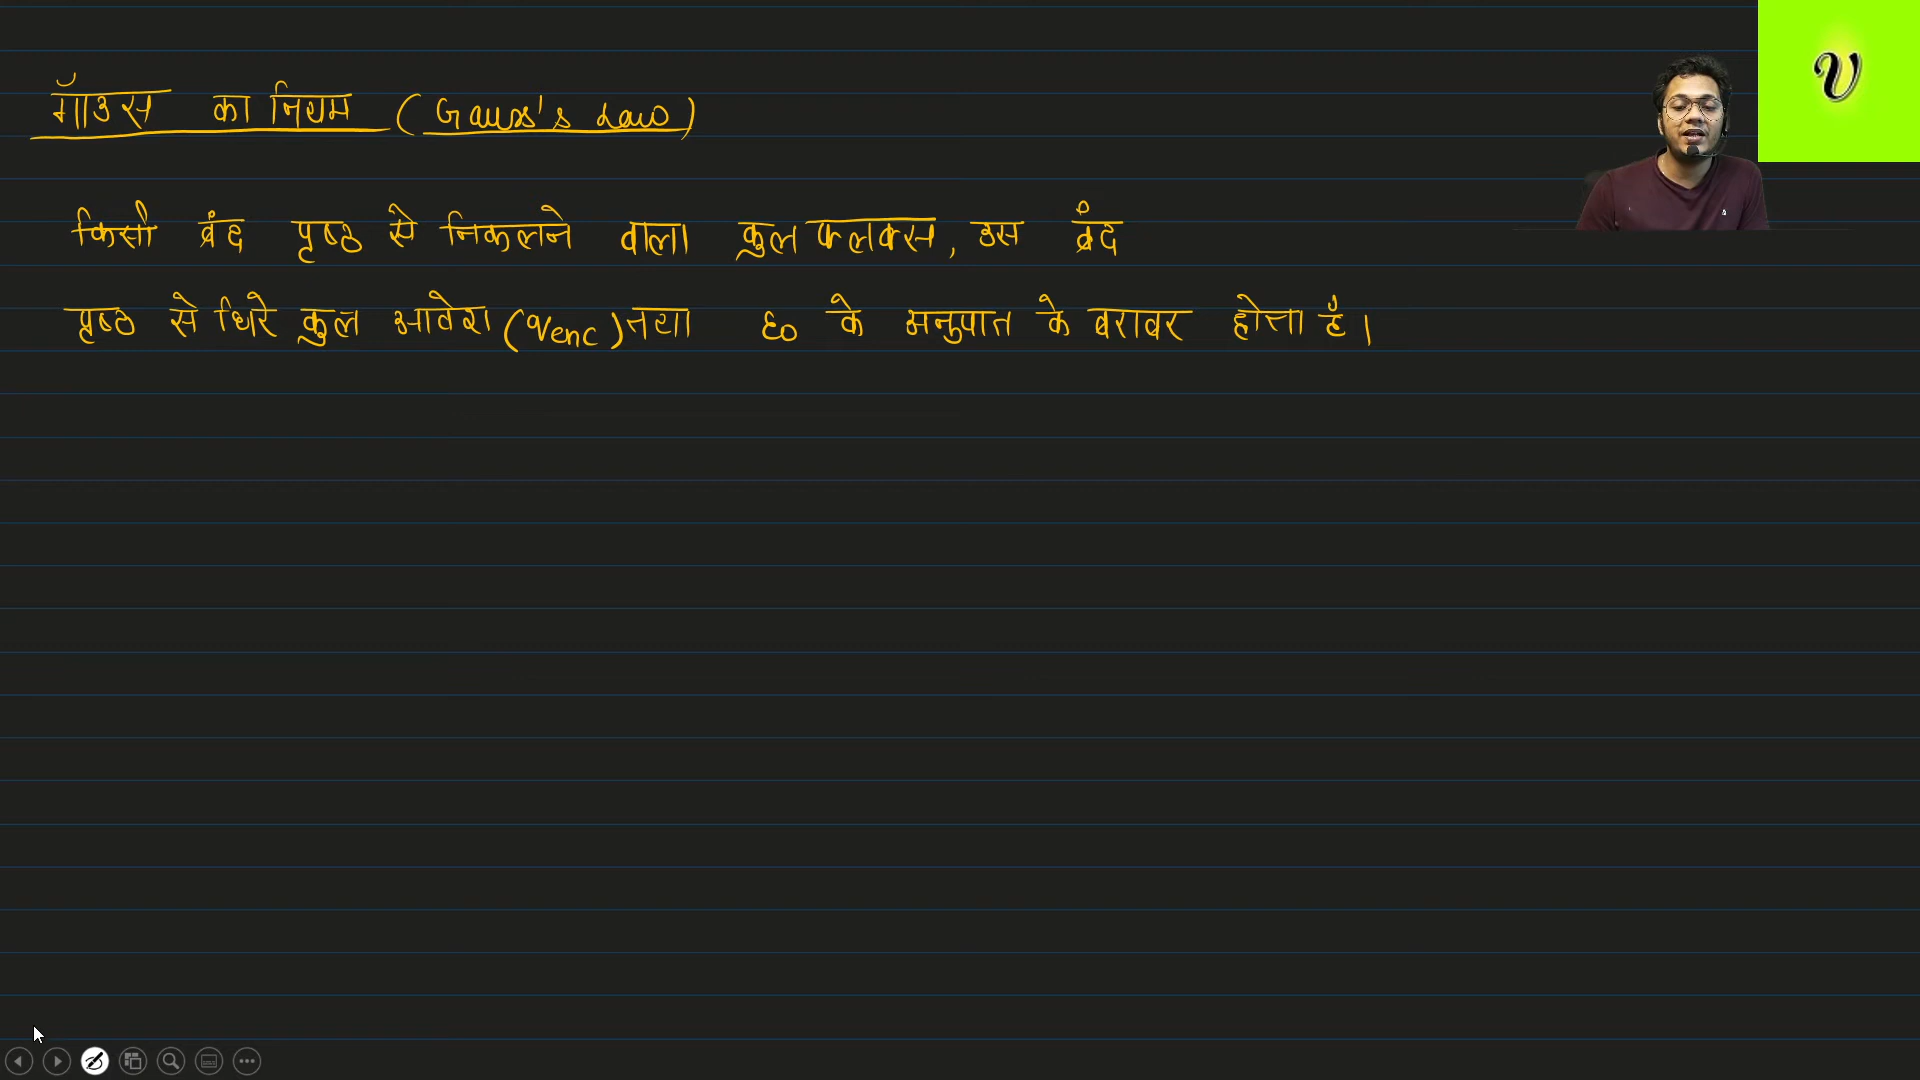 गॉउस का नियम (Gauss's Law)
किसी बंद पृष्ठ से निकलने वाला कुल फ्लक्स, उस बंद
पृष्ठ से घिरे कुल आवेश (qenc) तथा ε0 के अनुपात के बराबर होता है।
υ